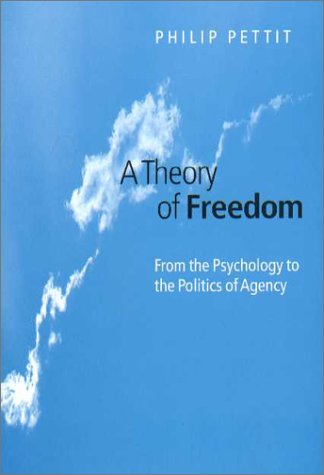 PHILIP PETTIT
A Theory
of Freedom
From the Psychology to
the Politics of Agency